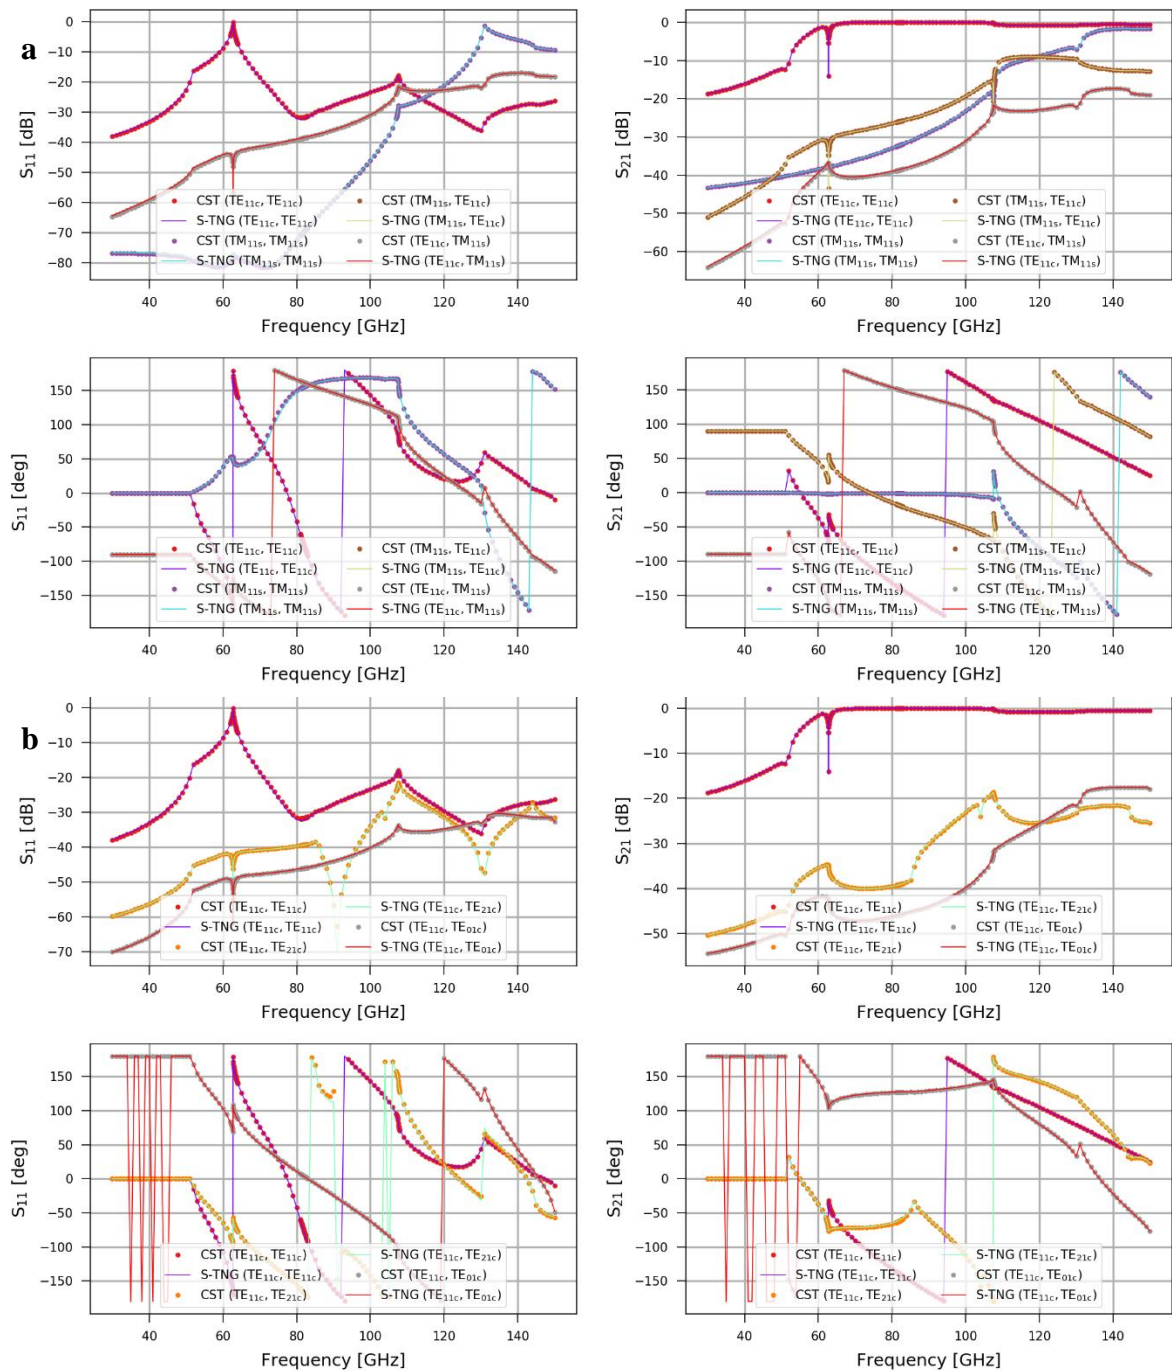 a
S11 [dB]
0
−10
−20
−30
−40
−50
−60
−70
−80
CST (TE11c, TE11c)
S-TNG (TE11c, TE11c)
CST (TM11s, TM11s)
S-TNG (TM11s, TM11s)
CST (TM11s, TE11c)
S-TNG (TM11s, TE11c)
CST (TE11c, TM11s)
S-TNG (TE11c, TM11s)
40 60 80 100 120 140
Frequency [GHz]
S21 [dB]
0
−10
−20
−30
−40
−50
−60
CST (TE11c, TE11c)
S-TNG (TE11c, TE11c)
CST (TM11s, TM11s)
S-TNG (TM11s, TM11s)
CST (TM11s, TE11c)
S-TNG (TM11s, TE11c)
CST (TE11c, TM11s)
S-TNG (TE11c, TM11s)
40 60 80 100 120 140
Frequency [GHz]
S11 [deg]
150
100
50
0
−50
−100
−150
CST (TE11c, TE11c)
S-TNG (TE11c, TE11c)
CST (TM11s, TM11s)
S-TNG (TM11s, TM11s)
CST (TM11s, TE11c)
S-TNG (TM11s, TE11c)
CST (TE11c, TM11s)
S-TNG (TE11c, TM11s)
40 60 80 100 120 140
Frequency [GHz]
S21 [deg]
150
100
50
0
−50
−100
−150
CST (TE11c, TE11c)
S-TNG (TE11c, TE11c)
CST (TM11s, TM11s)
S-TNG (TM11s, TM11s)
CST (TM11s, TE11c)
S-TNG (TM11s, TE11c)
CST (TE11c, TM11s)
S-TNG (TE11c, TM11s)
40 60 80 100 120 140
Frequency [GHz]
b
S11 [dB]
0
−10
−20
−30
−40
−50
−60
−70
CST (TE11c, TE11c)
S-TNG (TE11c, TE11c)
CST (TE11c, TE21c)
S-TNG (TE11c, TE21c)
CST (TE11c, TE01c)
S-TNG (TE11c, TE01c)
40 60 80 100 120 140
Frequency [GHz]
S21 [dB]
0
−10
−20
−30
−40
−50
CST (TE11c, TE11c)
S-TNG (TE11c, TE11c)
CST (TE11c, TE21c)
S-TNG (TE11c, TE21c)
CST (TE11c, TE01c)
S-TNG (TE11c, TE01c)
40 60 80 100 120 140
Frequency [GHz]
S11 [deg]
150
100
50
0
−50
−100
−150
CST (TE11c, TE11c)
S-TNG (TE11c, TE11c)
CST (TE11c, TE21c)
S-TNG (TE11c, TE21c)
CST (TE11c, TE01c)
S-TNG (TE11c, TE01c)
40 60 80 100 120 140
Frequency [GHz]
S21 [deg]
150
100
50
0
−50
−100
−150
CST (TE11c, TE11c)
S-TNG (TE11c, TE11c)
CST (TE11c, TE21c)
S-TNG (TE11c, TE21c)
CST (TE11c, TE01c)
S-TNG (TE11c, TE01c)
40 60 80 100 120 140
Frequency [GHz]